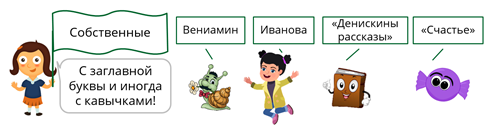 Собственные
С заглавной
буквы и иногда
с кавычками!
Вениамин
Иванова
«Денискины
рассказы»
«Счастье»